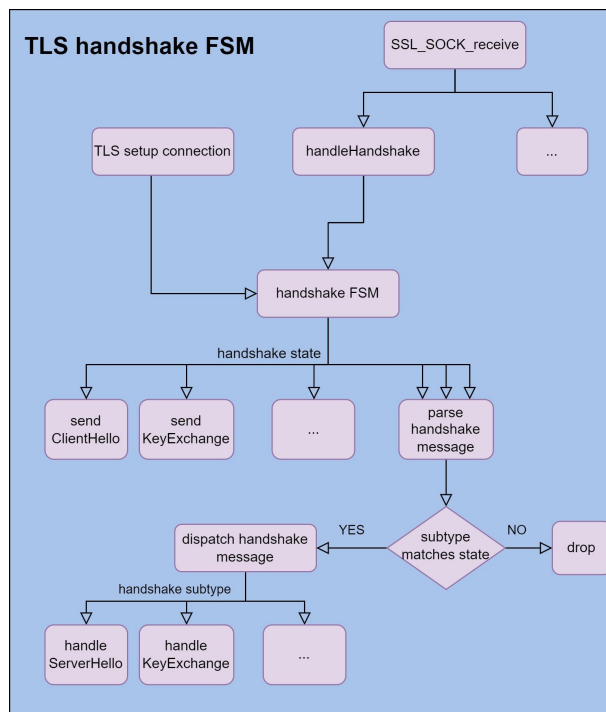 TLS handshake FSM
SSL_SOCK_receive
TLS setup connection
handleHandshake
...
handshake FSM
handshake state
send
ClientHello
send
KeyExchange
...
parse
handshake
message
subtype
matches state
YES
NO
dispatch handshake
message
drop
handshake subtype
handle
ServerHello
handle
KeyExchange
...